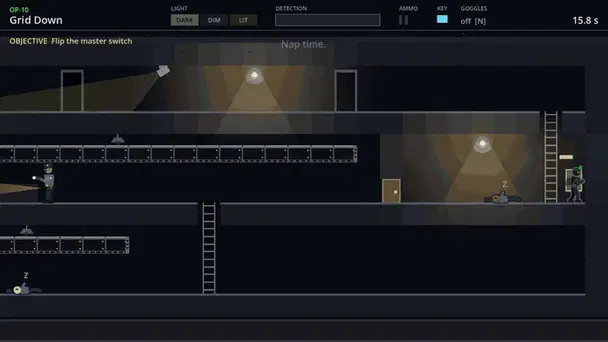 OP-10
Grid Down
LIGHT
DARK DIM LIT
DETECTION
AMMO
KEY
GOGGLES
off [N]
15.8 s
OBJECTIVE Flip the master switch
Nap time.
Z
Z